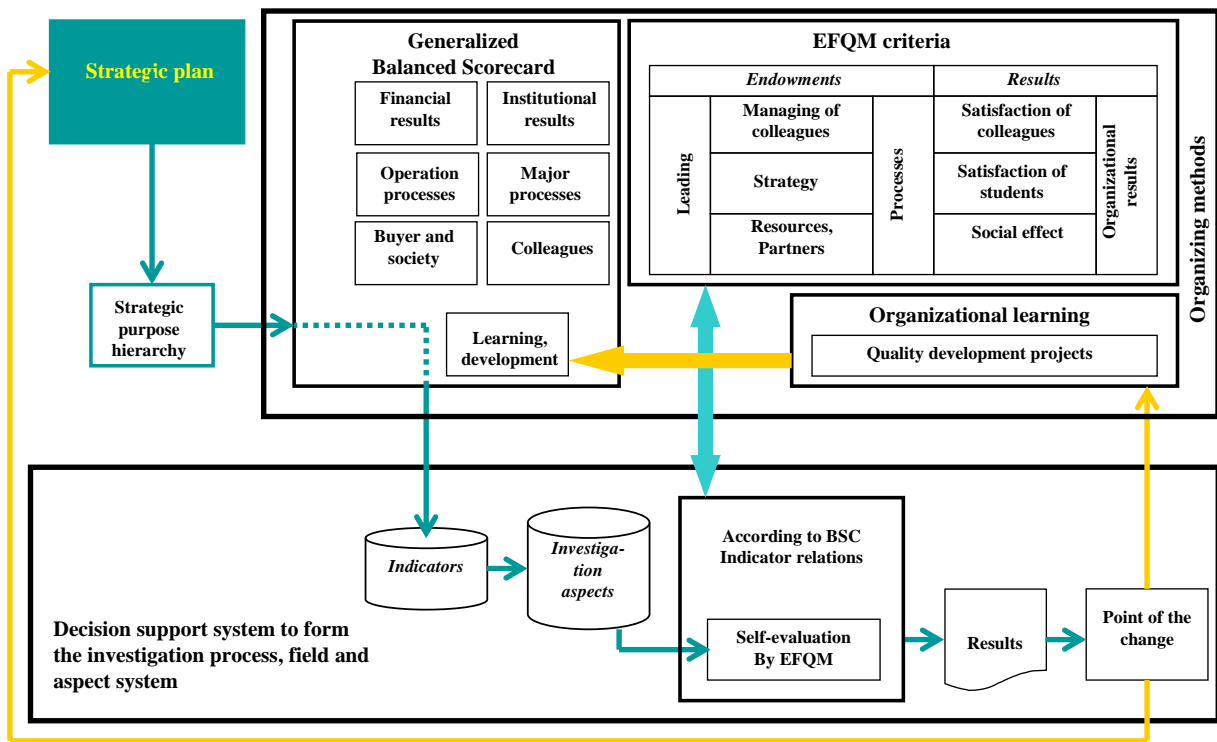 Strategic plan
Strategic
purpose
hierarchy
Generalized
Balanced Scorecard
Financial
results
Institutional
results
Operation
processes
Major
processes
Buyer and
society
Colleagues
Learning,
development
EFQM criteria
Endowments
Results
Leading
Managing of
colleagues
Strategy
Resources,
Partners
Processes
Satisfaction of
colleagues
Satisfaction of
students
Social effect
Organizational
results
Organizing methods
Organizational learning
Quality development projects
Indicators
Investiga-
tion
aspects
According to BSC
Indicator relations
Self-evaluation
By EFQM
Results
Point of the
change
Decision support system to form
the investigation process, field and
aspect system